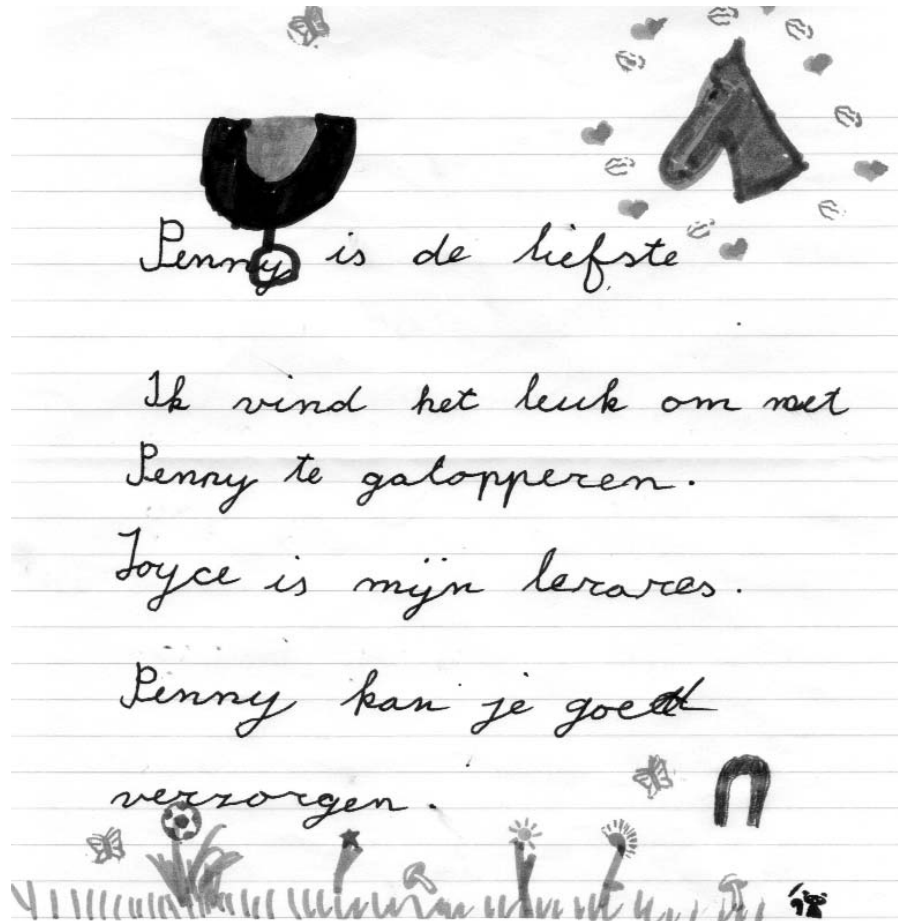 Penny is de liefste
Ik vind het leuk om met
Penny te galopperen.
Joyce is mijn lerares.
Penny kan je goed
verzorgen.